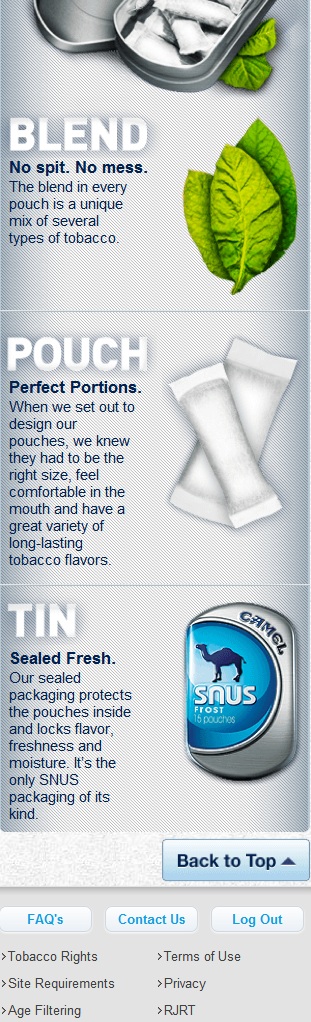 BLEND
No spit. No mess.
The blend in every
pouch is a unique
mix of several
types of tobacco.
POUCH
Perfect Portions.
When we set out to
design our
pouches, we knew
they had to be the
right size, feel
comfortable in the
mouth and have a
great variety of
long-lasting
tobacco flavors.
TIN
Sealed Fresh.
Our sealed
packaging protects
the pouches inside
and locks flavor,
freshness and
moisture. It's the
only SNUS
packaging of its
kind.
CAMEL
SNUS
FROST
15 pouches
Back to Top
FAQ's Contact Us Log Out
Tobacco Rights Terms of Use
Site Requirements Privacy
Age Filtering RJRT